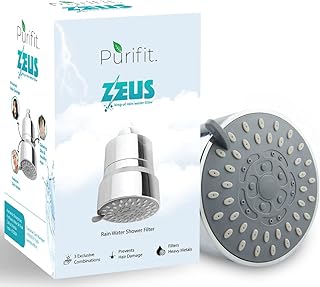 Purifit.
ZEUS
king of rain water filter
Rain Water Shower Filter
3 Exclusive
Combinations
Prevents
Hair Damage
Filters
Heavy Metals